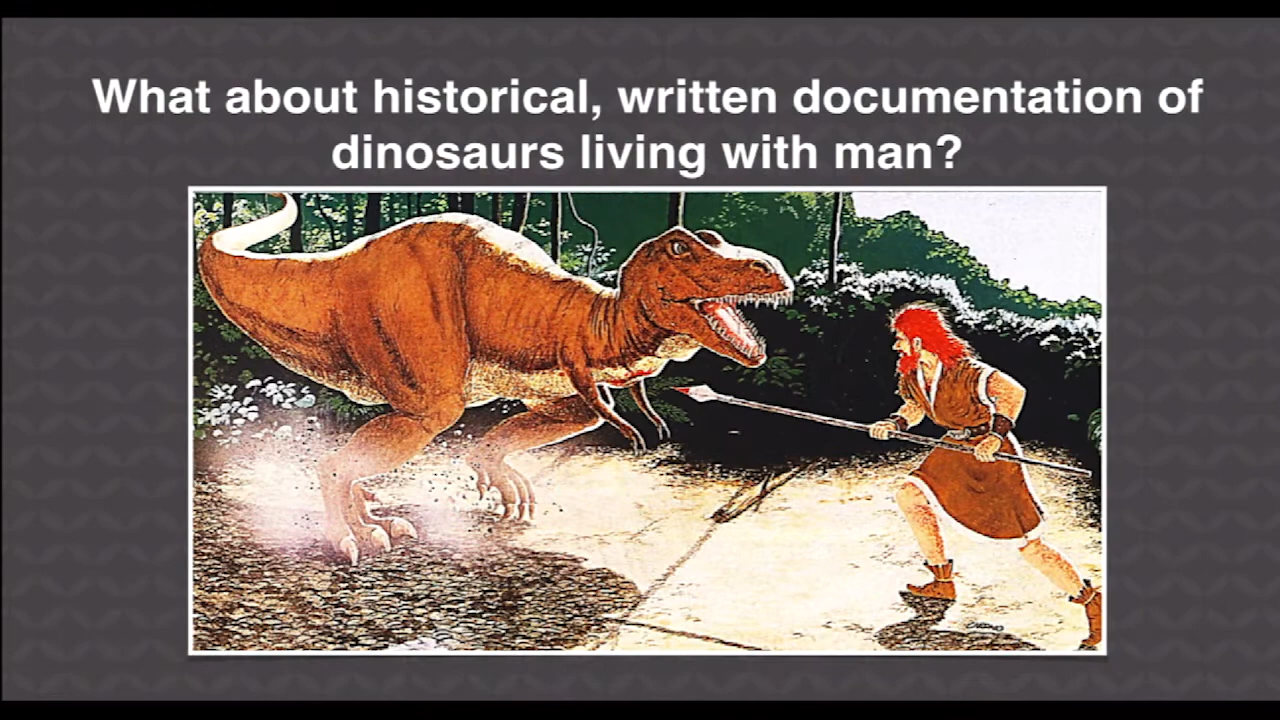 What about historical, written documentation of
dinosaurs living with man?